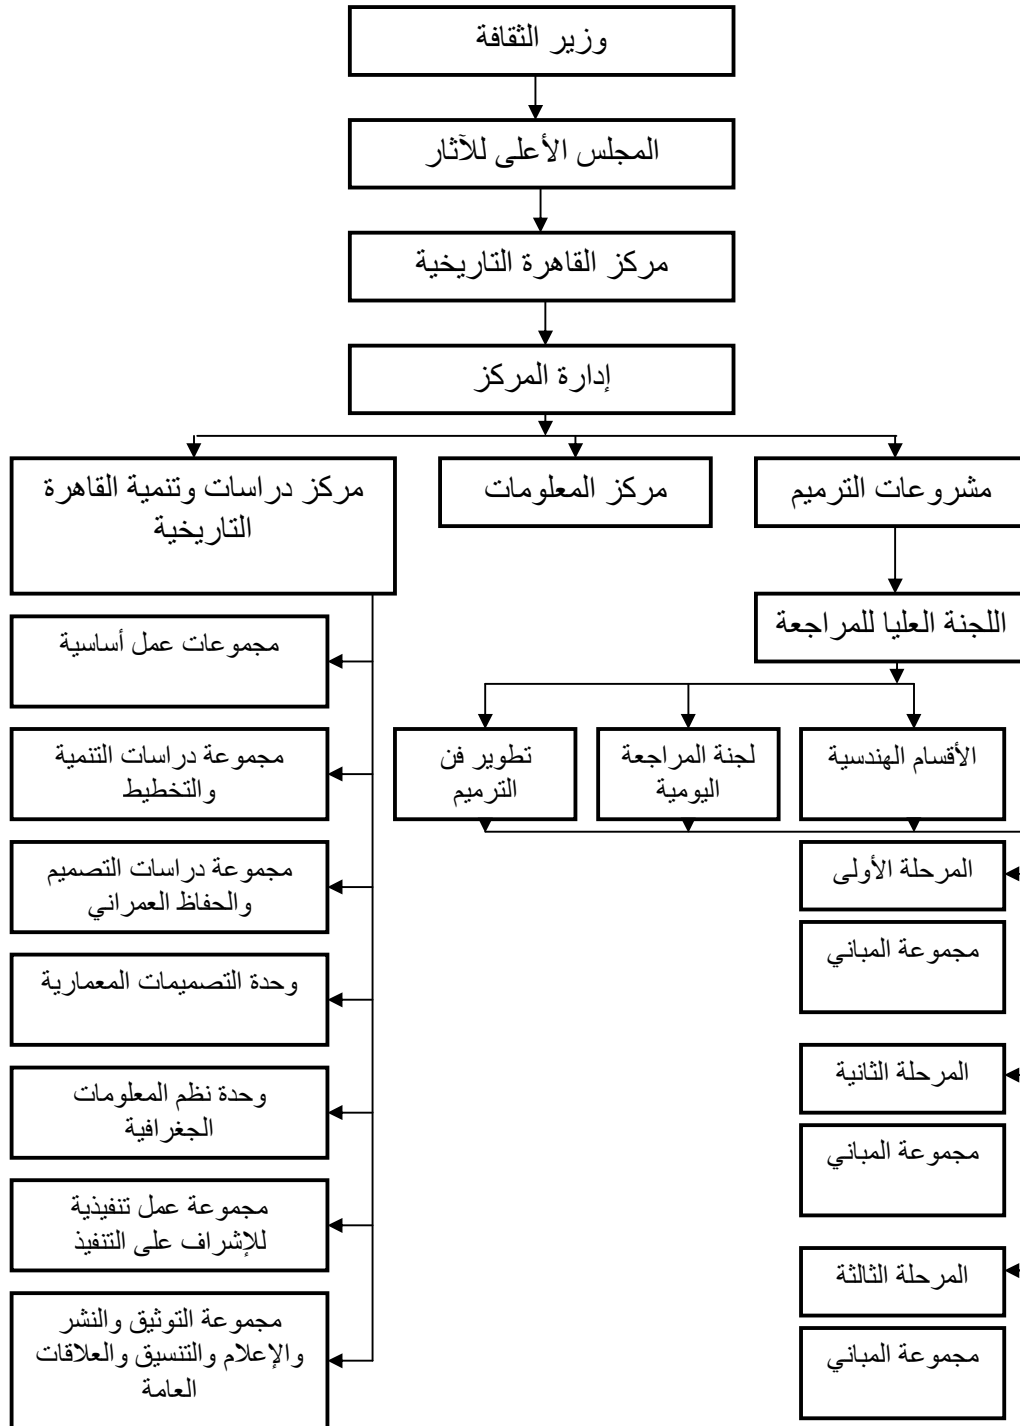 وزير الثقافة
المجلس الأعلى للآثار
مركز القاهرة التاريخية
إدارة المركز
مشروعات الترميم
مركز المعلومات
مركز دراسات وتنمية القاهرة
التاريخية
اللجنة العليا للمراجعة
الأقسام الهندسية
لجنة المراجعة
اليومية
تطوير فن
الترميم
المرحلة الأولى
مجموعة المباني
المرحلة الثانية
مجموعة المباني
المرحلة الثالثة
مجموعة المباني
مجموعات عمل أساسية
مجموعة دراسات التنمية
والتخطيط
مجموعة دراسات التصميم
والحفاظ العمراني
وحدة التصميمات المعمارية
وحدة نظم المعلومات
الجغرافية
مجموعة عمل تنفيذية
للإشراف على التنفيذ
مجموعة التوثيق والنشر
والإعلام والتنسيق والعلاقات
العامة